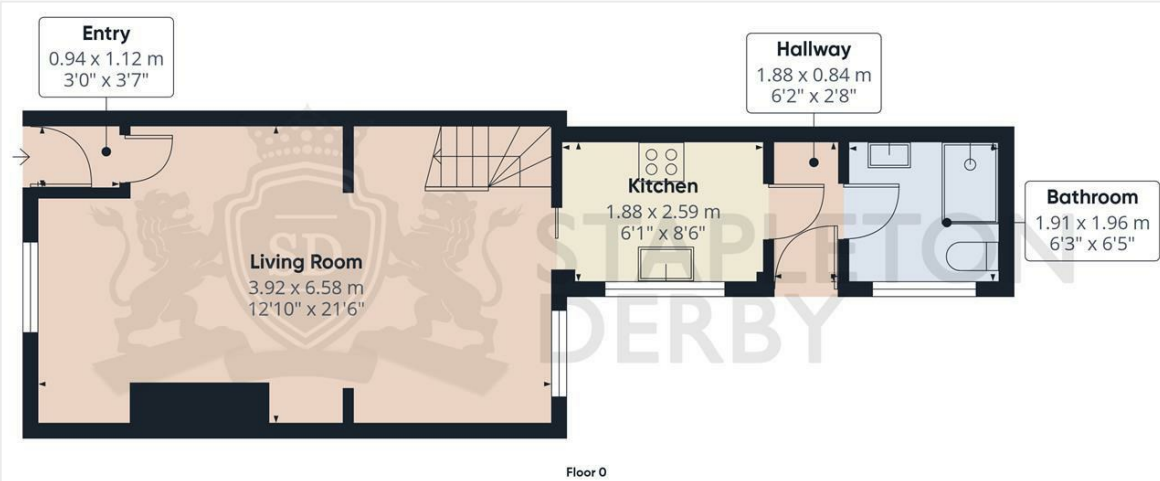 Entry
0.94 x 1.12 m
3'0" x 3'7"
Hallway
1.88 x 0.84 m
6'2" x 2'8"
Kitchen
1.88 x 2.59 m
6'1" x 8'6"
Bathroom
1.91 x 1.96 m
6'3" x 6'5"
Living Room
3.92 x 6.58 m
12'10" x 21'6"
SD
STAPLETON
DERBY
Floor 0